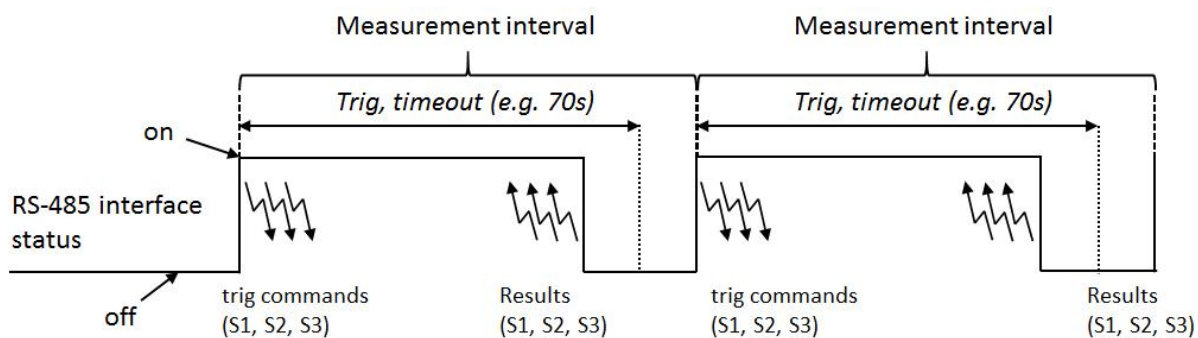 Measurement interval
Measurement interval
Trig, timeout (e.g. 70s)
Trig, timeout (e.g. 70s)
on
RS-485 interface
status
off
trig commands
(S1, S2, S3)
Results
(S1, S2, S3)
trig commands
(S1, S2, S3)
Results
(S1, S2, S3)